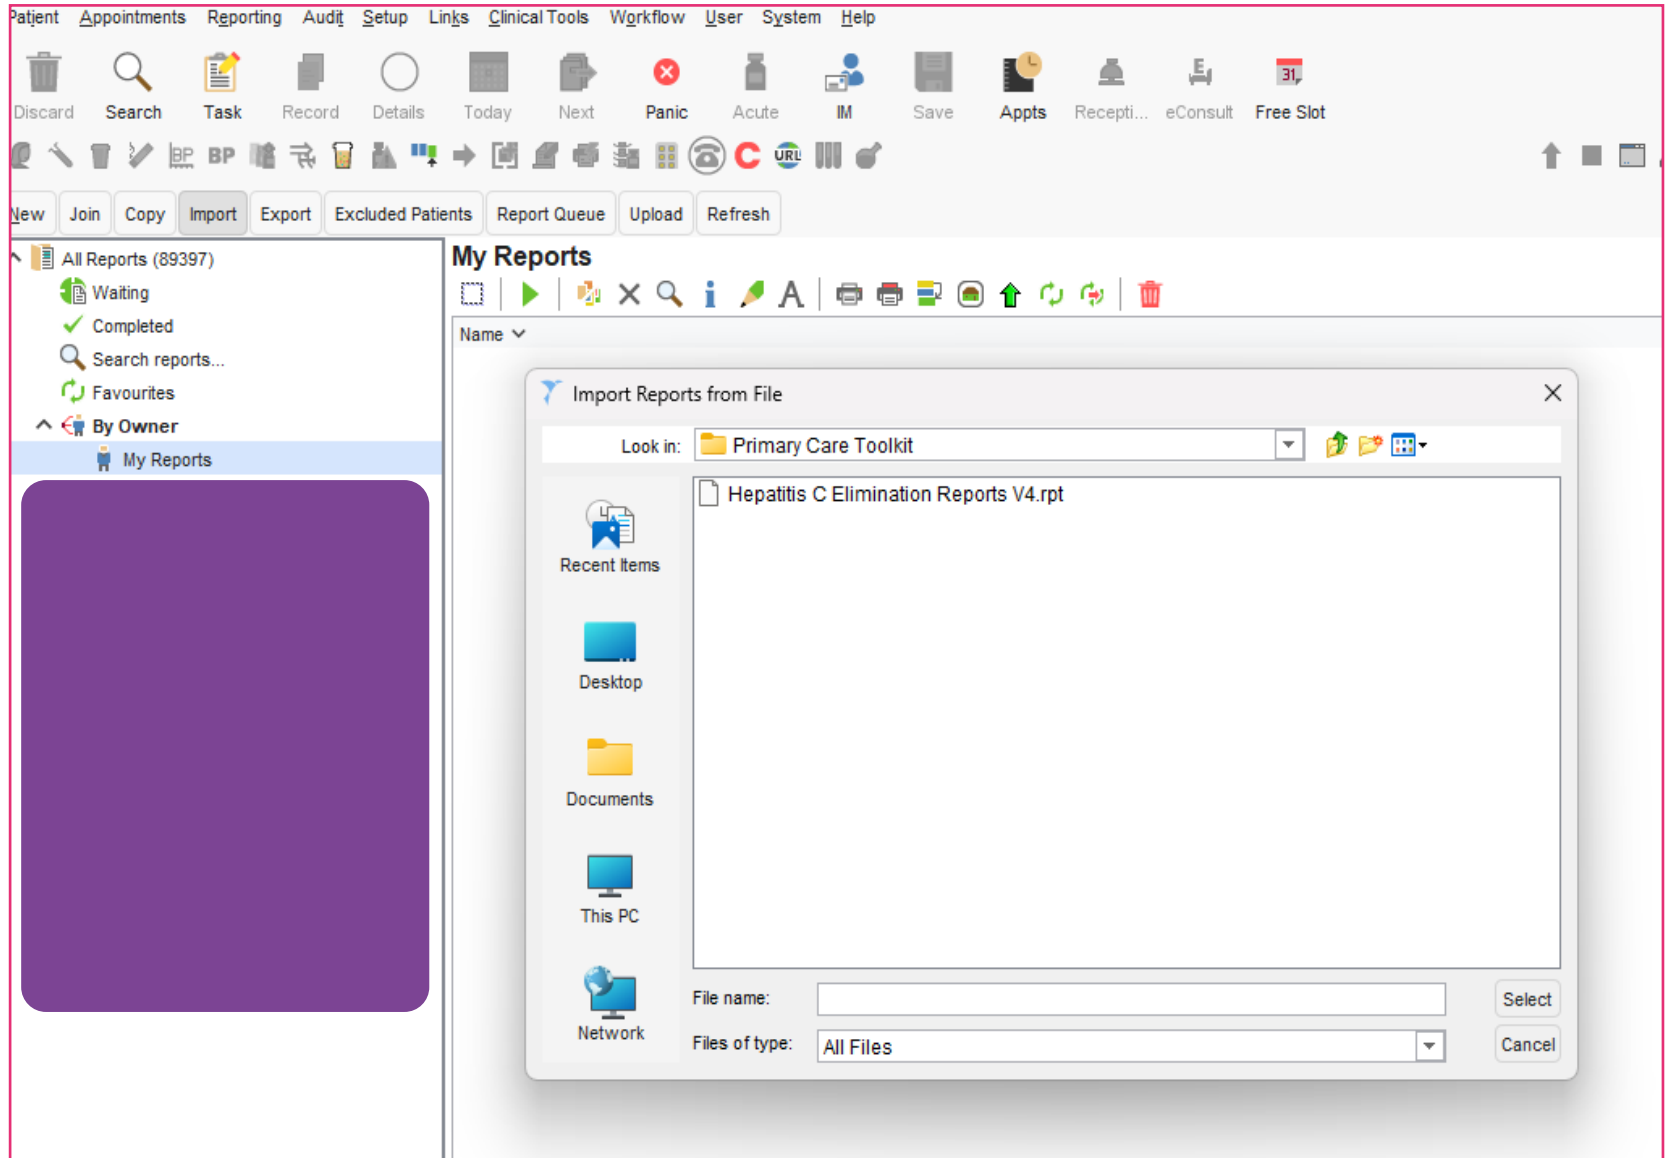 Patient Appointments Reporting Audit Setup Links Clinical Tools Workflow User System Help
Discard Search Task Record Details Today Next Panic Acute IM Save Appts Recepti... eConsult Free Slot
BP BP C URL
New Join Copy Import Export Excluded Patients Report Queue Upload Refresh
All Reports (89397)
Waiting
Completed
Search reports...
Favourites
By Owner
My Reports
My Reports
Name
Import Reports from File
Look in: Primary Care Toolkit
Hepatitis C Elimination Reports V4.rpt
Recent Items
Desktop
Documents
This PC
Network
File name:
Select
Files of type: All Files
Cancel